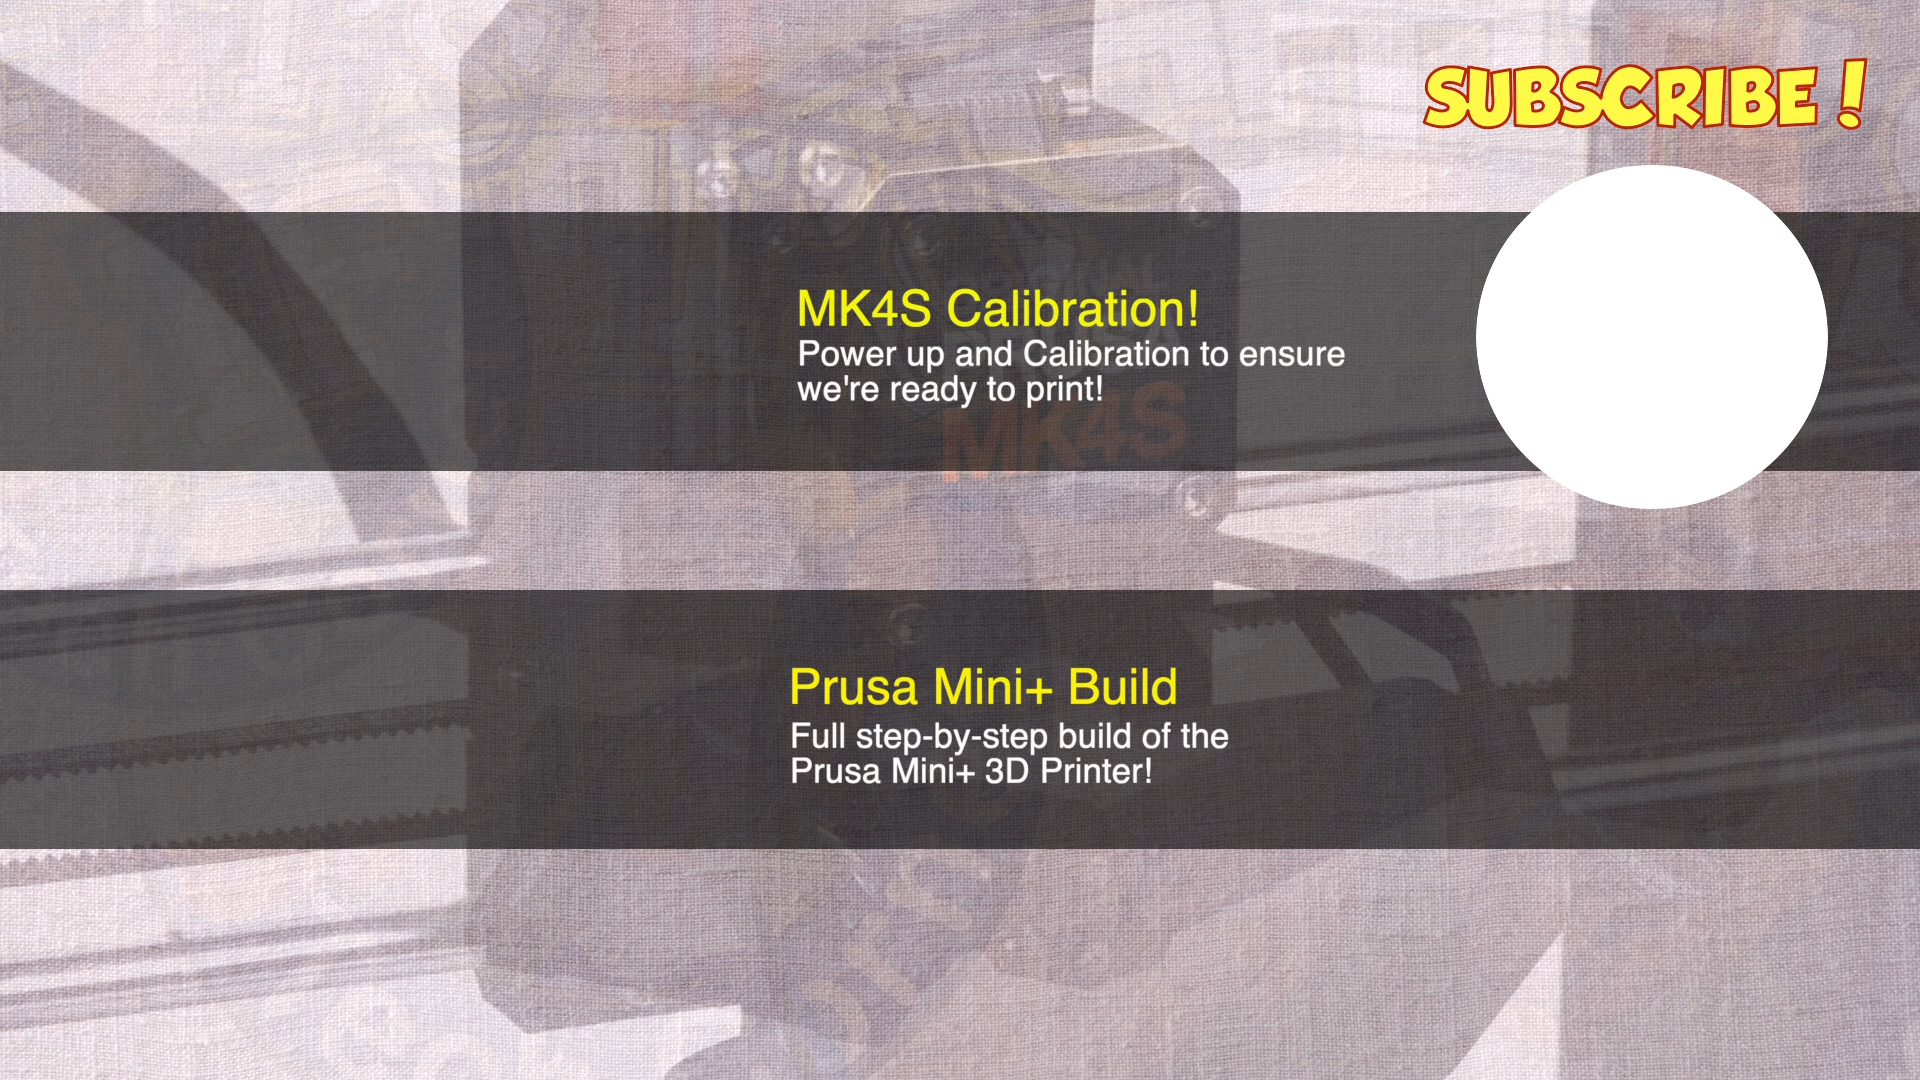 SUBSCRIBE!
MK4S Calibration!
Power up and Calibration to ensure
we're ready to print!
MK4S
Prusa Mini+ Build
Full step-by-step build of the
Prusa Mini+ 3D Printer!